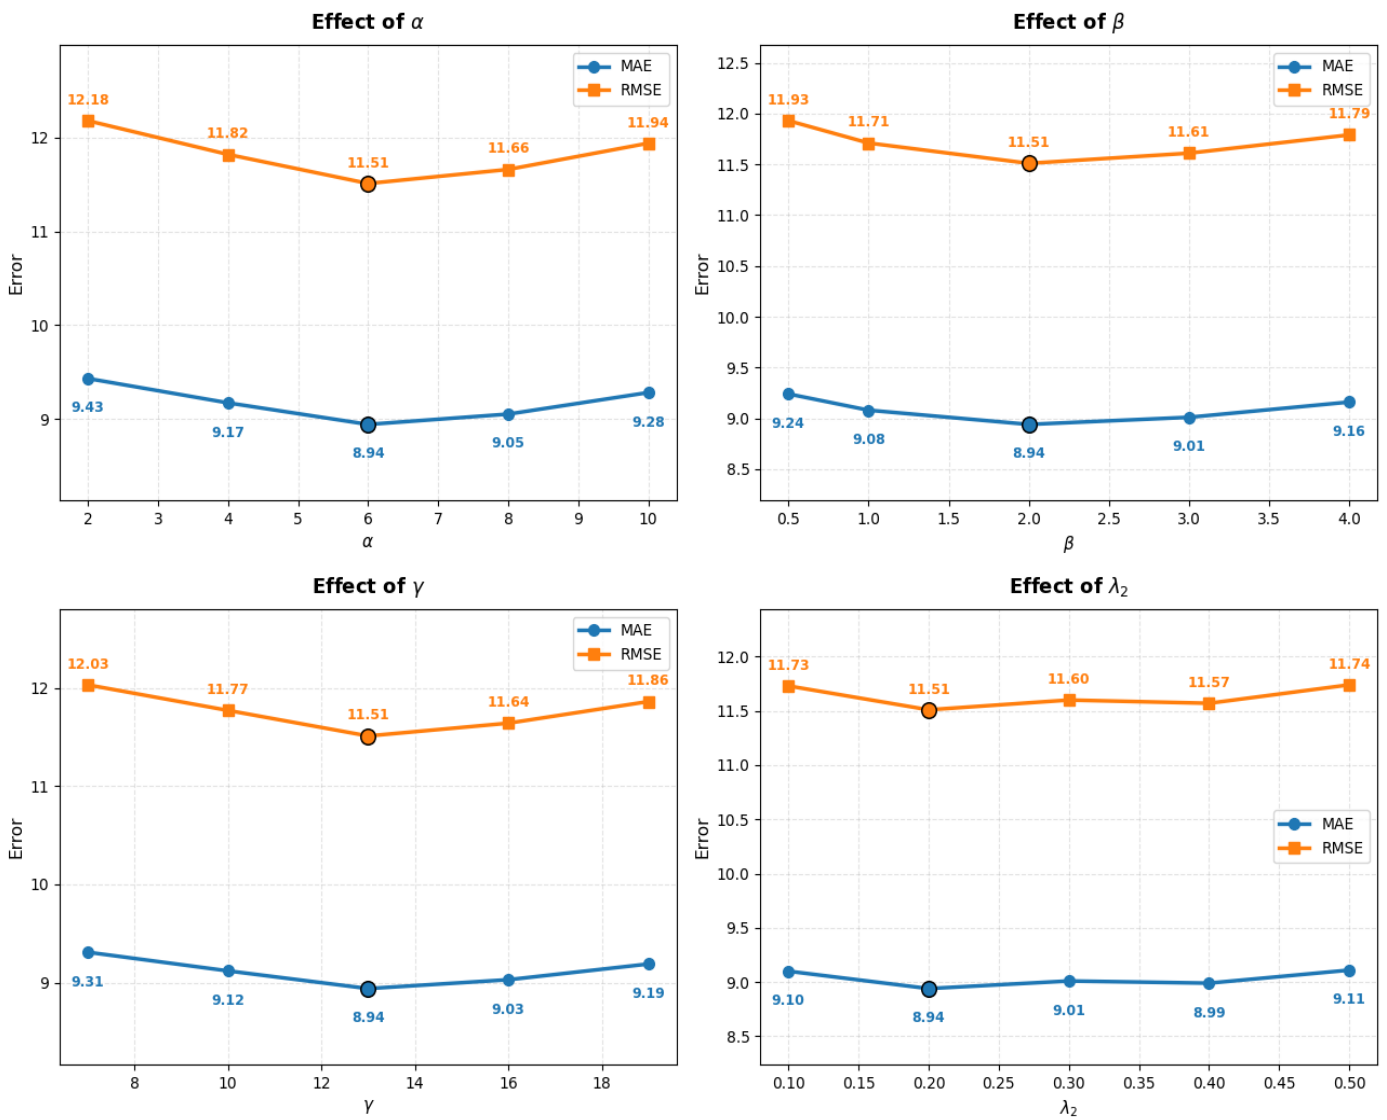 Effect of α
MAE
RMSE
12.18
11.82
11.51
11.66
11.94
9.43
9.17
8.94
9.05
9.28
12
11
10
9
Error
2 3 4 5 6 7 8 9 10
α
Effect of β
MAE
RMSE
11.93
11.71
11.51
11.61
11.79
9.24
9.08
8.94
9.01
9.16
12.5
12.0
11.5
11.0
10.5
10.0
9.5
9.0
8.5
Error
0.5 1.0 1.5 2.0 2.5 3.0 3.5 4.0
β
Effect of γ
MAE
RMSE
12.03
11.77
11.51
11.64
11.86
9.31
9.12
8.94
9.03
9.19
12
11
10
9
Error
8 10 12 14 16 18
γ
Effect of λ₂
11.73
11.51
11.60
11.57
11.74
MAE
RMSE
9.10
8.94
9.01
8.99
9.11
12.0
11.5
11.0
10.5
10.0
9.5
9.0
8.5
Error
0.10 0.15 0.20 0.25 0.30 0.35 0.40 0.45 0.50
λ₂